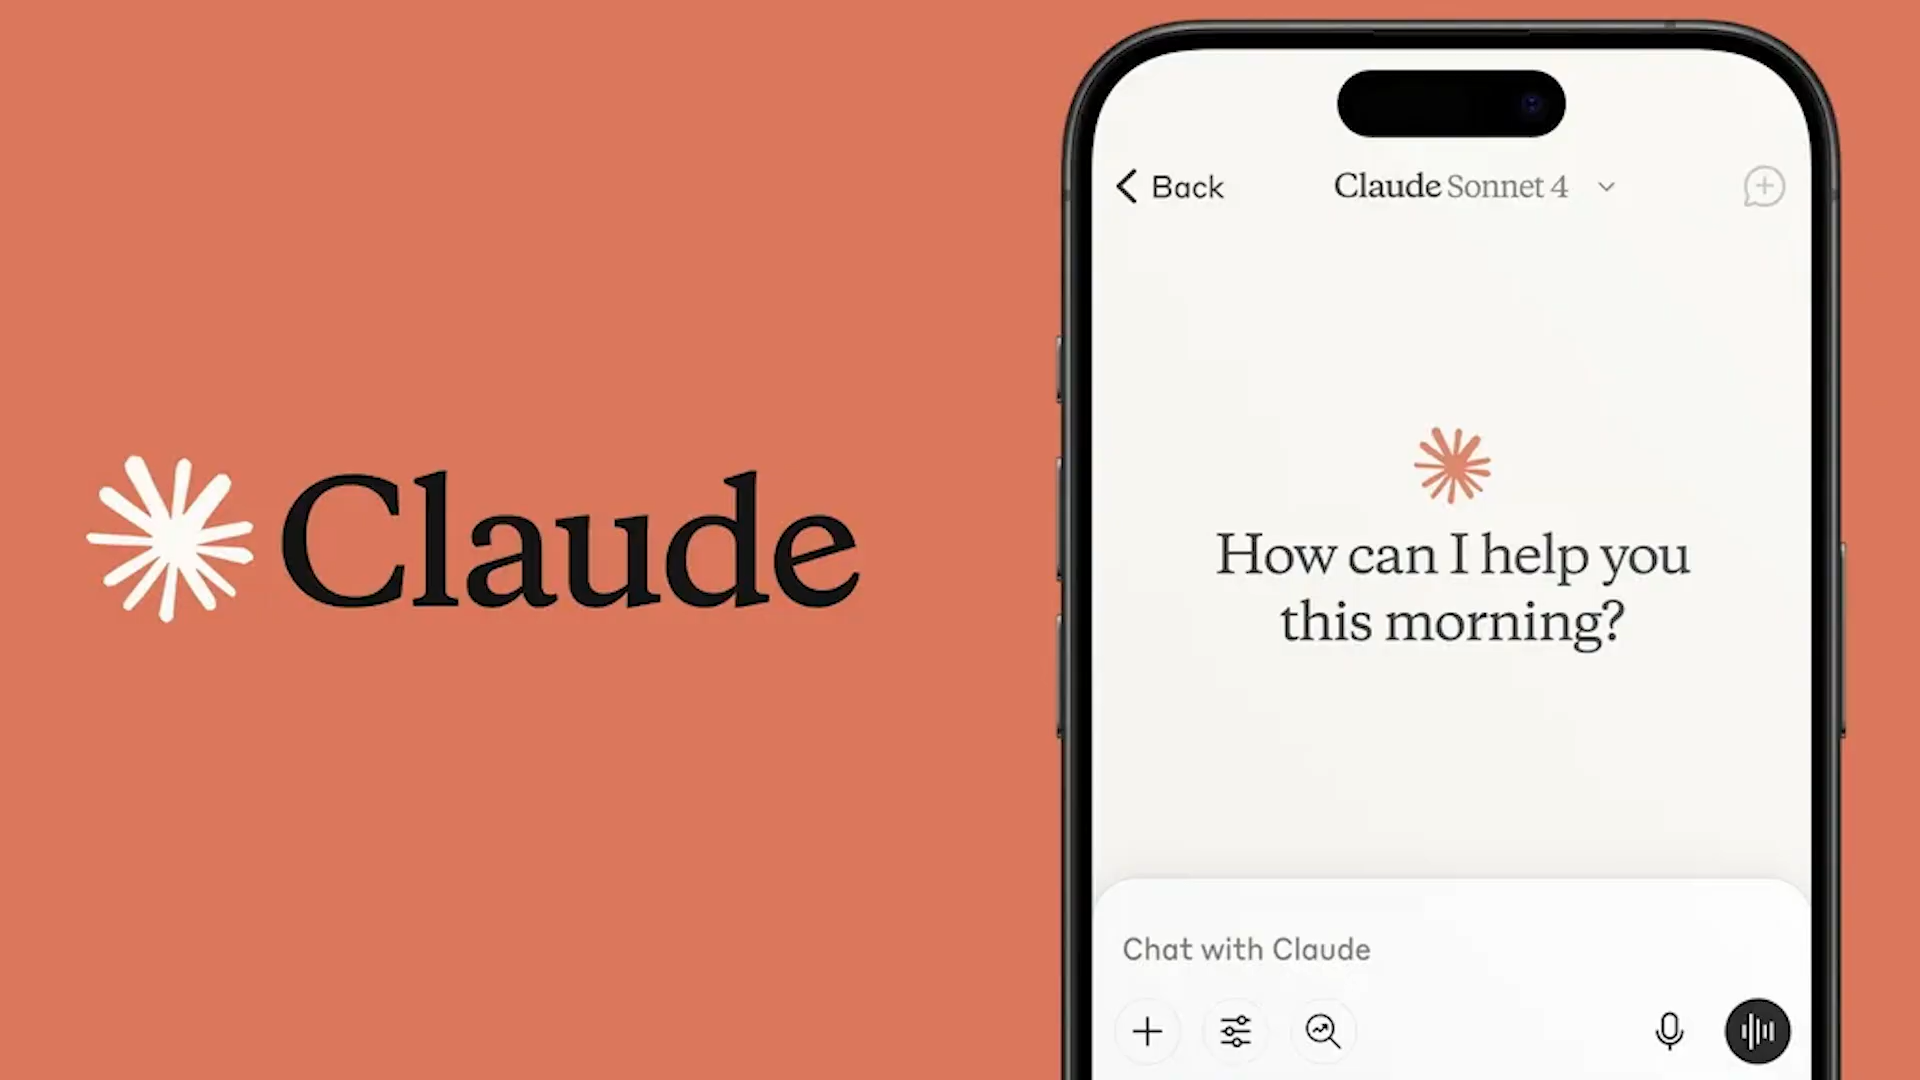 Claude
Back
Claude Sonnet 4
How can I help you
this morning?
Chat with Claude